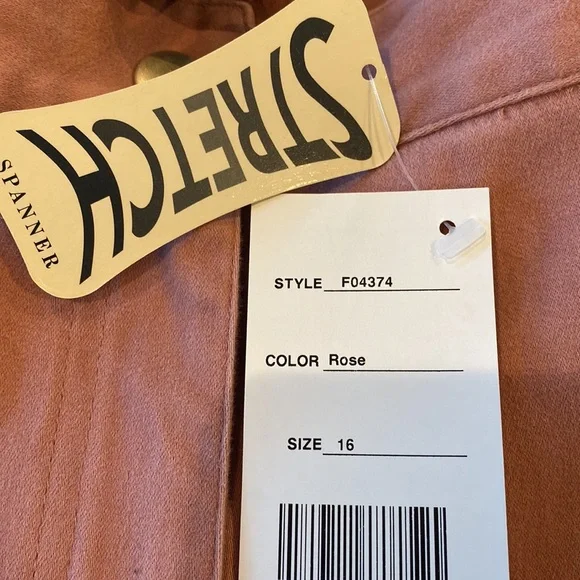 STRETCH
SPANNER
STYLE F04374
COLOR Rose
SIZE 16